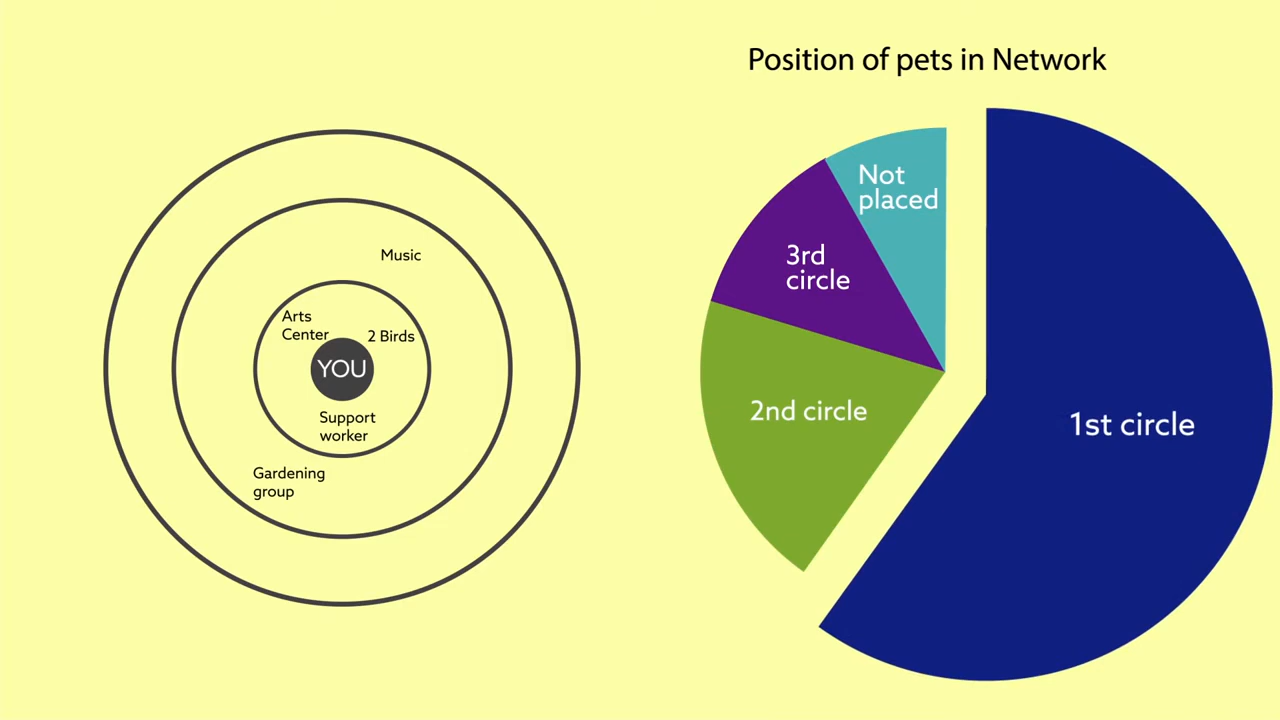 Position of pets in Network
Music
Arts
Center
2 Birds
YOU
Support
worker
Gardening
group
Not
placed
3rd
circle
2nd circle
1st circle